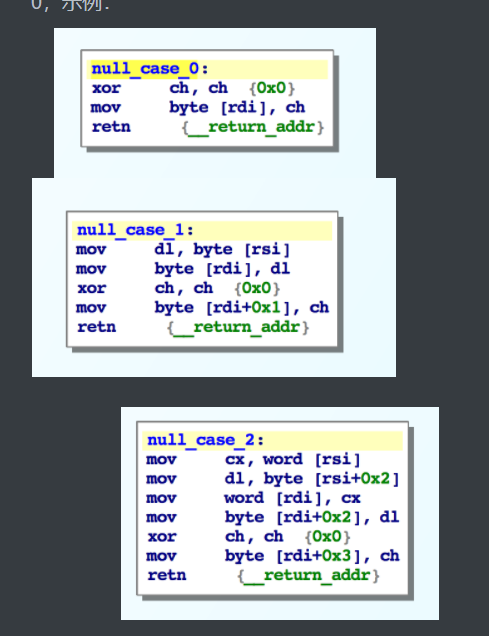 0，示例：
null_case_0:
xor ch, ch {0x0}
mov byte [rdi], ch
retn {__return_addr}
null_case_1:
mov dl, byte [rsi]
mov byte [rdi], dl
xor ch, ch {0x0}
mov byte [rdi+0x1], ch
retn {__return_addr}
null_case_2:
mov cx, word [rsi]
mov dl, byte [rsi+0x2]
mov word [rdi], cx
mov byte [rdi+0x2], dl
xor ch, ch {0x0}
mov byte [rdi+0x3], ch
retn {__return_addr}